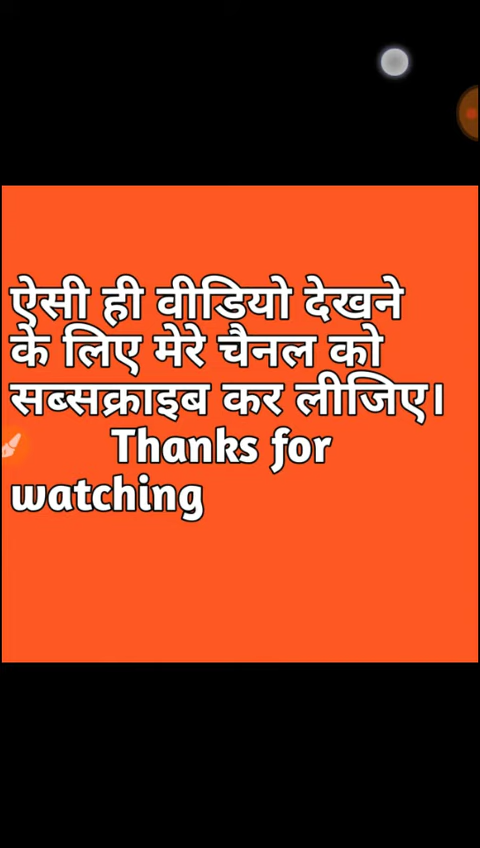 ऐसी ही वीडियो देखने
के लिए मेरे चैनल को
सब्सक्राइब कर लीजिए।
Thanks for
watching